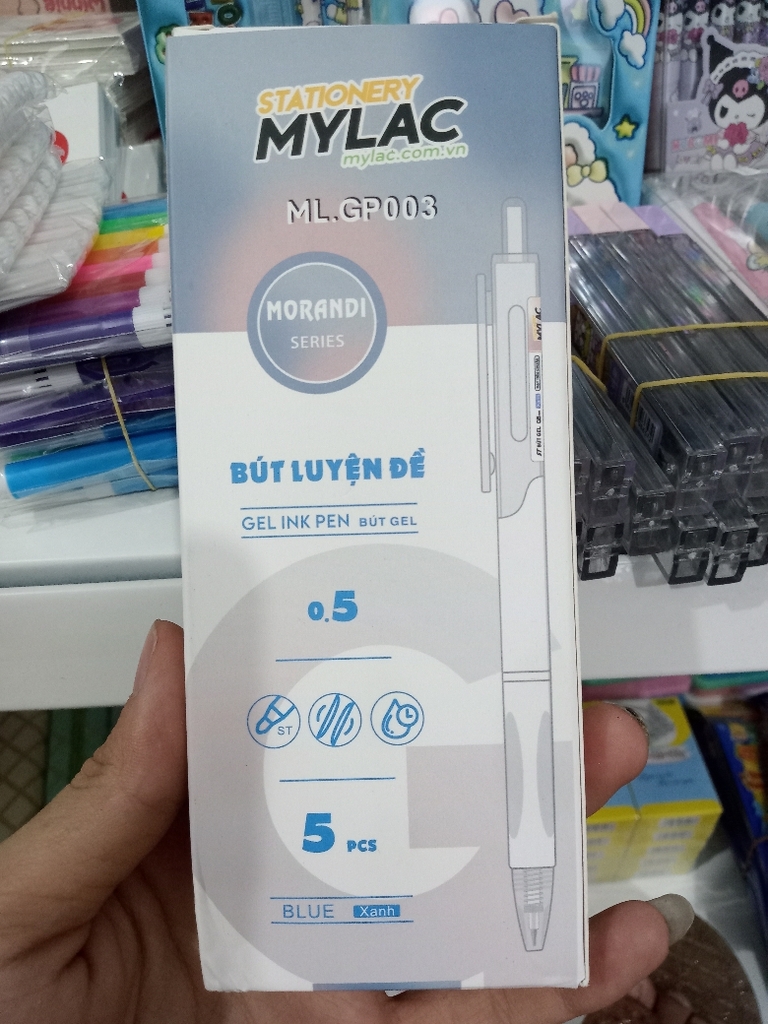 STATIONERY
MYLAC
mylac.com.vn
ML.GP003
MORANDI
SERIES
MYLAC
BÚT LUYỆN ĐỀ
GEL INK PEN BÚT GEL
0.5
ST
5 PCS
BLUE Xanh